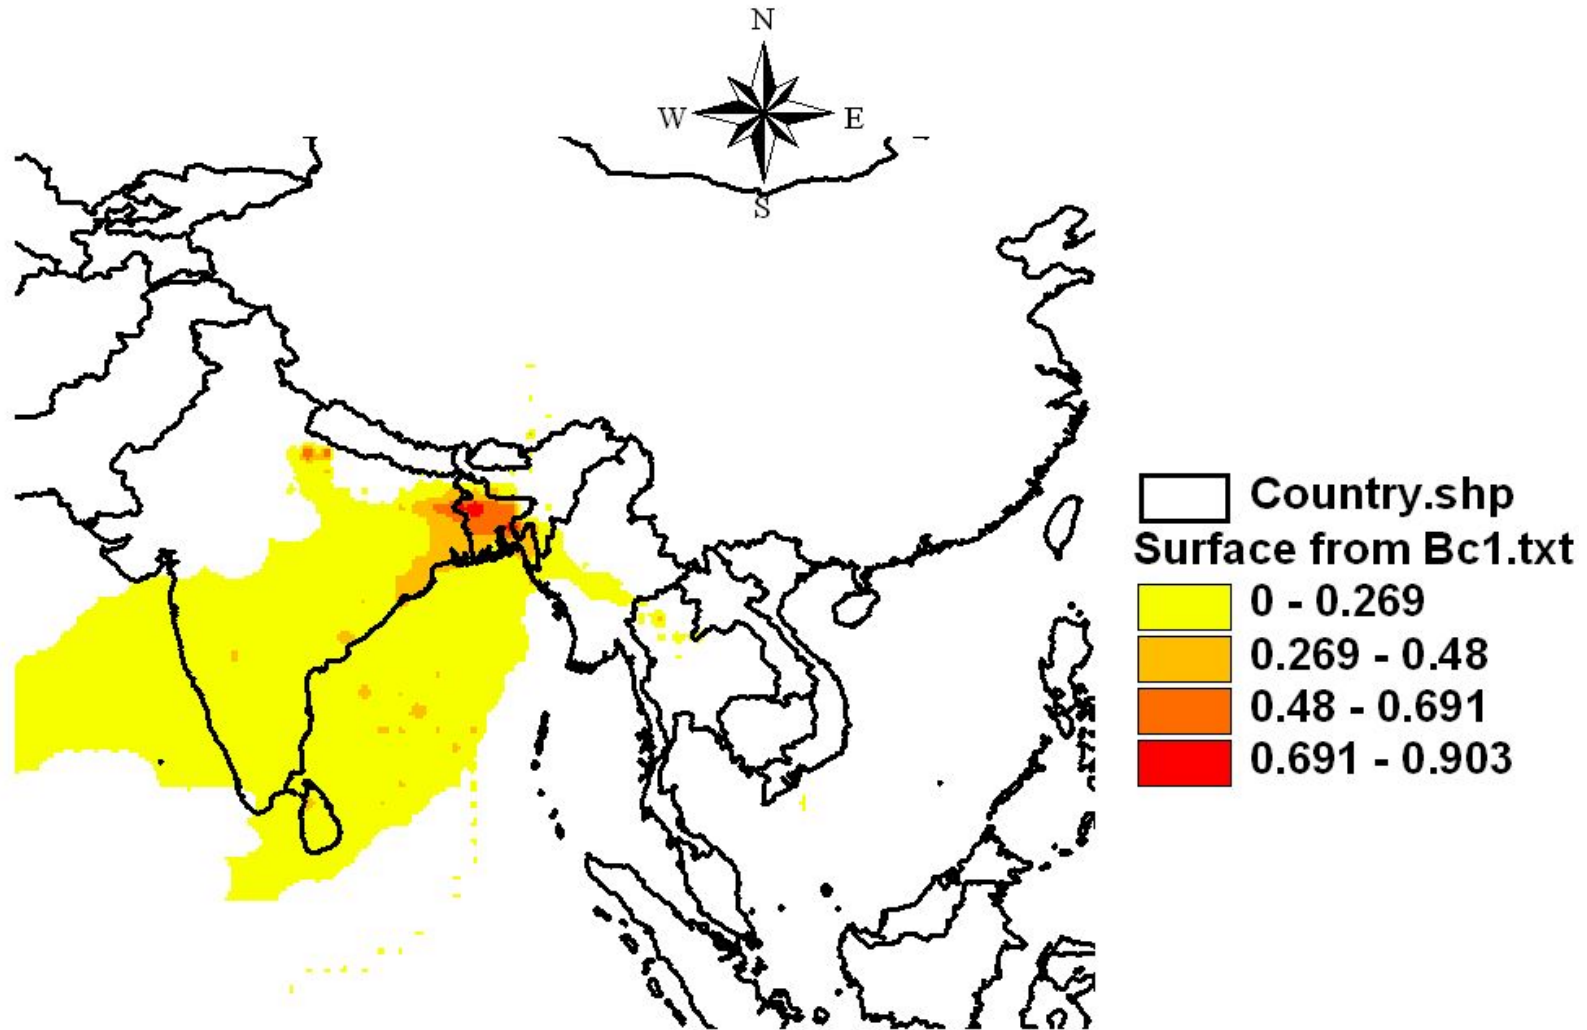 N
W E
S
Country.shp
Surface from Bc1.txt
0 - 0.269
0.269 - 0.48
0.48 - 0.691
0.691 - 0.903